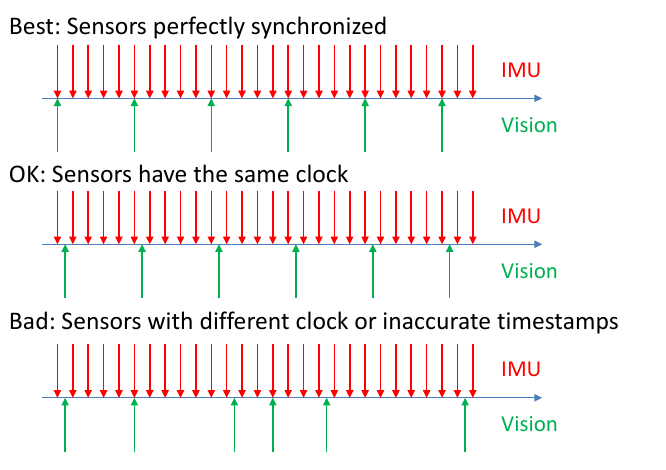 Best: Sensors perfectly synchronized
IMU
Vision
OK: Sensors have the same clock
IMU
Vision
Bad: Sensors with different clock or inaccurate timestamps
IMU
Vision